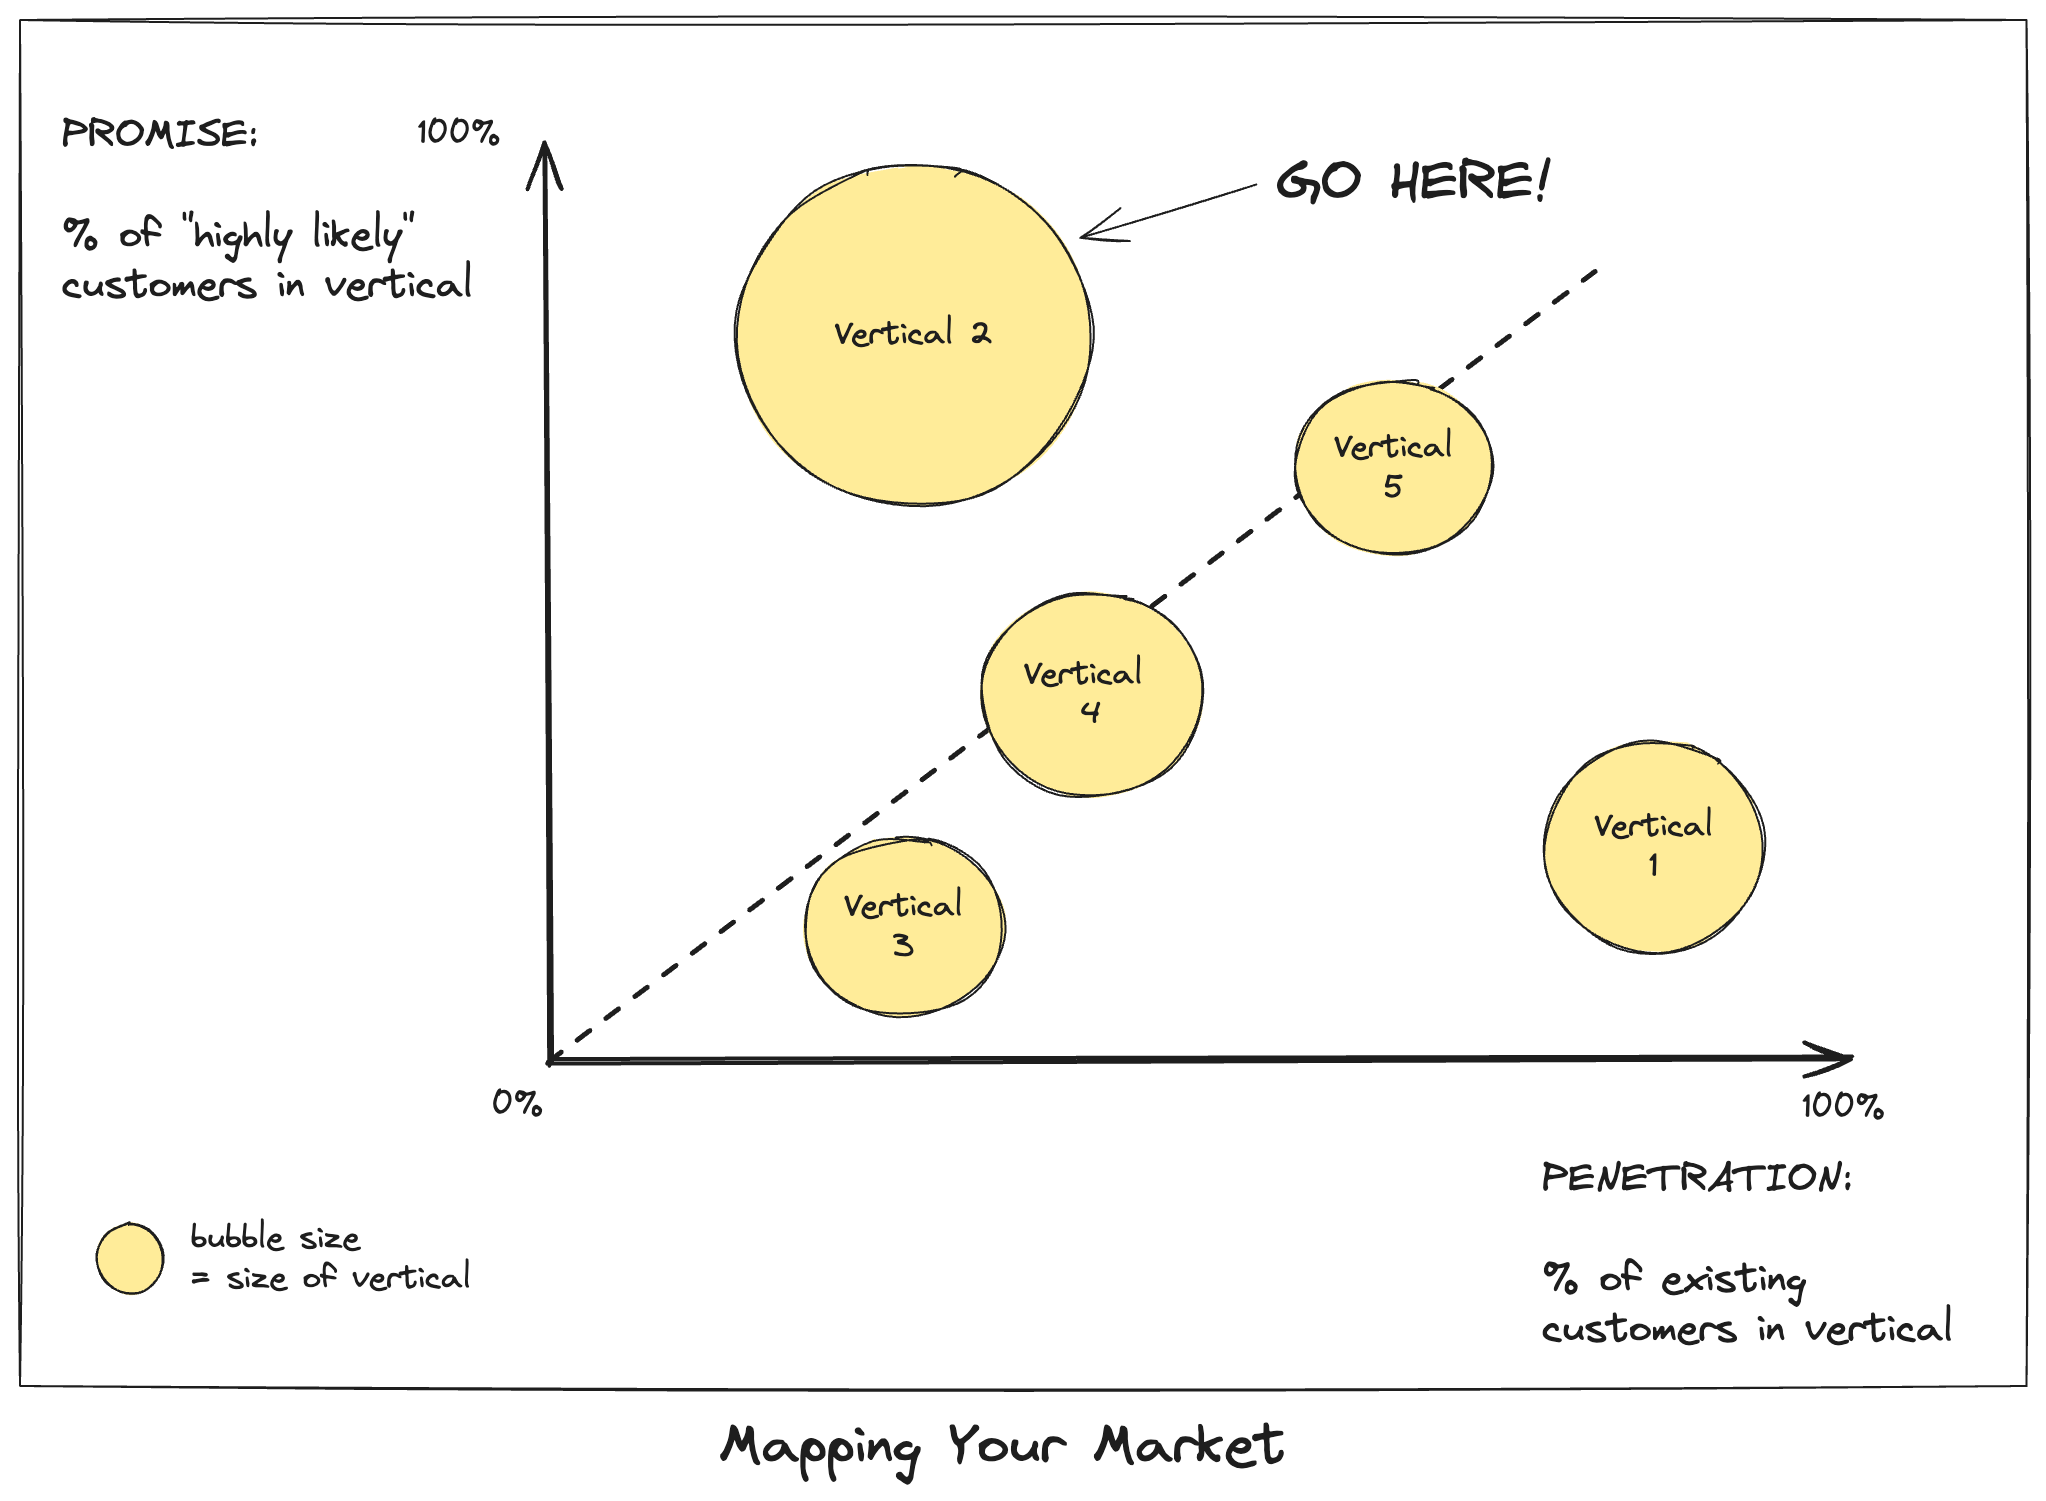 PROMISE:
100%
% of "highly likely"
customers in vertical
GO HERE!
Vertical 2
Vertical
5
Vertical
4
Vertical
1
Vertical
3
0%
100%
PENETRATION:
% of existing
customers in vertical
bubble size
= size of vertical
Mapping Your Market